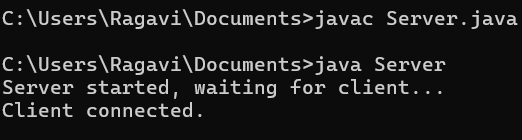 C:\Users\Ragavi\Documents>javac Server.java
C:\Users\Ragavi\Documents>java Server
Server started, waiting for client...
Client connected.